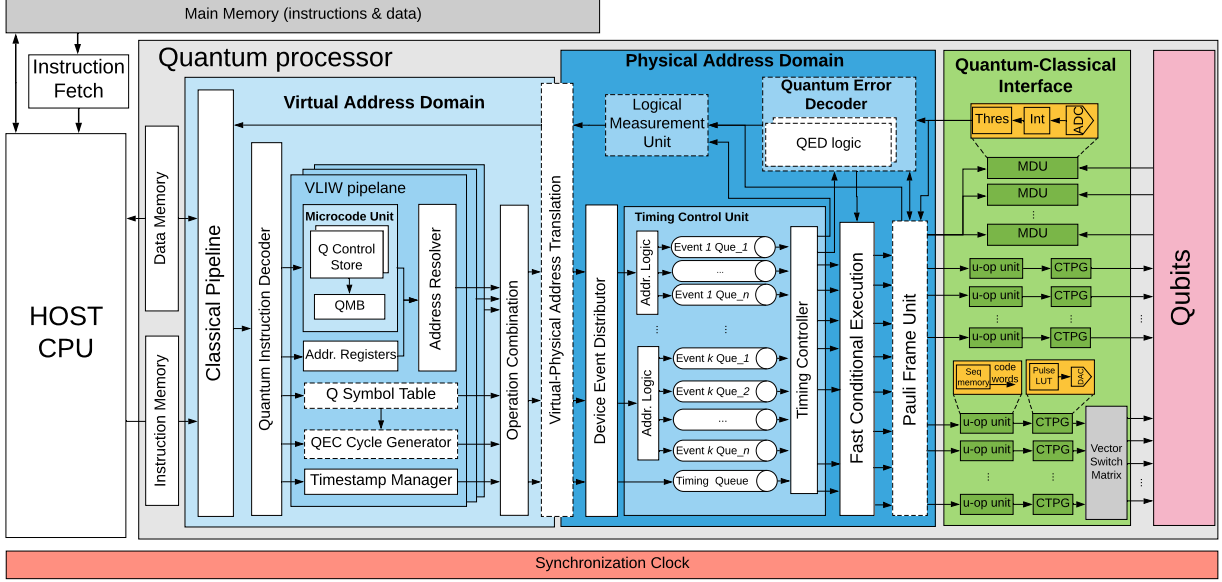 Main Memory (instructions & data)
Instruction
Fetch
HOST
CPU
Quantum processor
Data Memory
Instruction Memory
Virtual Address Domain
Classical Pipeline
Quantum Instruction Decoder
VLIW pipelane
Microcode Unit
Q Control
Store
QMB
Addr. Registers
Address Resolver
Q Symbol Table
QEC Cycle Generator
Timestamp Manager
Operation Combination
Virtual-Physical Address Translation
Physical Address Domain
Logical
Measurement
Unit
Quantum Error
Decoder
QED logic
Device Event Distributor
Timing Control Unit
Addr. Logic
Event 1 Que_1
...
Event 1 Que_n
...
...
Addr. Logic
Event k Que_1
Event k Que_2
...
Event k Que_n
Timing Queue
Timing Controller
Fast Conditional Execution
Pauli Frame Unit
Quantum-Classical
Interface
Thres
Int
ADC
MDU
MDU
...
MDU
u-op unit
CTPG
u-op unit
CTPG
...
...
...
u-op unit
CTPG
Seq
memory
code
words
Pulse
LUT
DAC
u-op unit
CTPG
u-op unit
CTPG
...
...
u-op unit
CTPG
Vector
Switch
Matrix
...
Qubits
Synchronization Clock